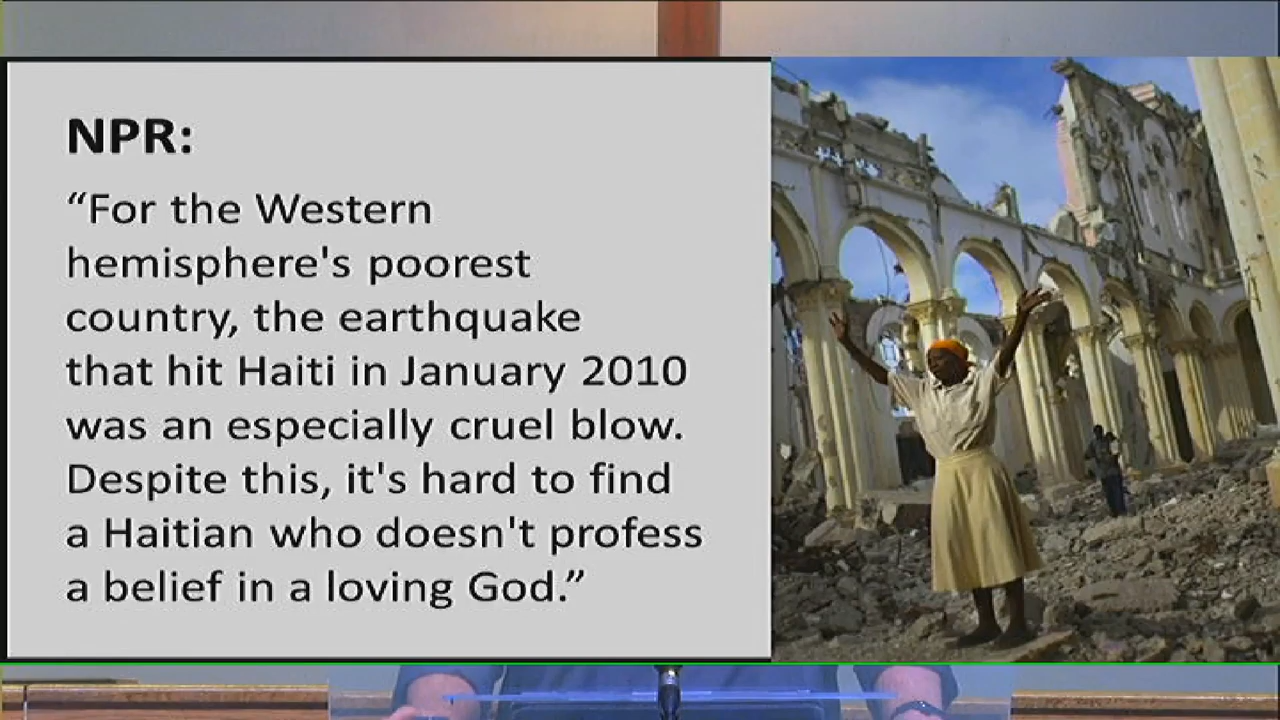 NPR:
“For the Western
hemisphere's poorest
country, the earthquake
that hit Haiti in January 2010
was an especially cruel blow.
Despite this, it's hard to find
a Haitian who doesn't profess
a belief in a loving God.”